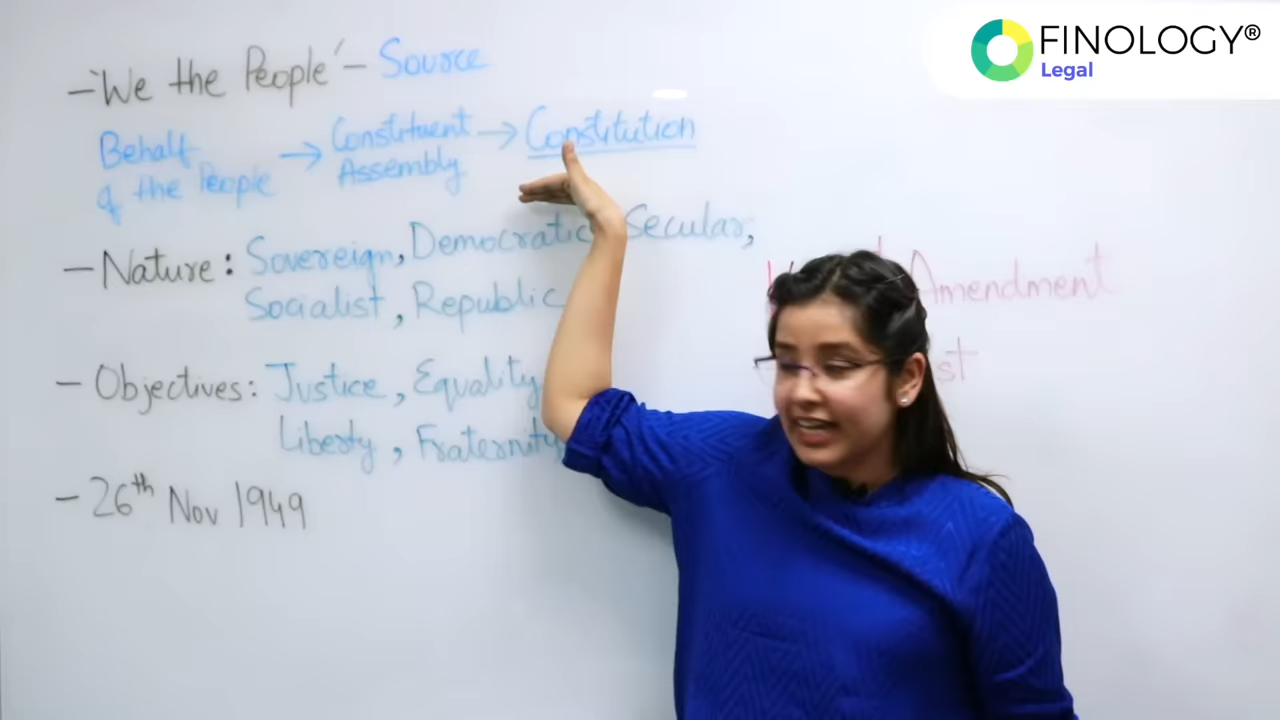 FINOLOGY®
Legal
- 'We the People' - Source
Behalf of the People → Constituent Assembly → Constitution
- Nature: Sovereign, Democratic Secular,
Socialist, Republic
Amendment
- Objectives: Justice, Equality
Liberty, Fraternity
- 26th Nov 1949